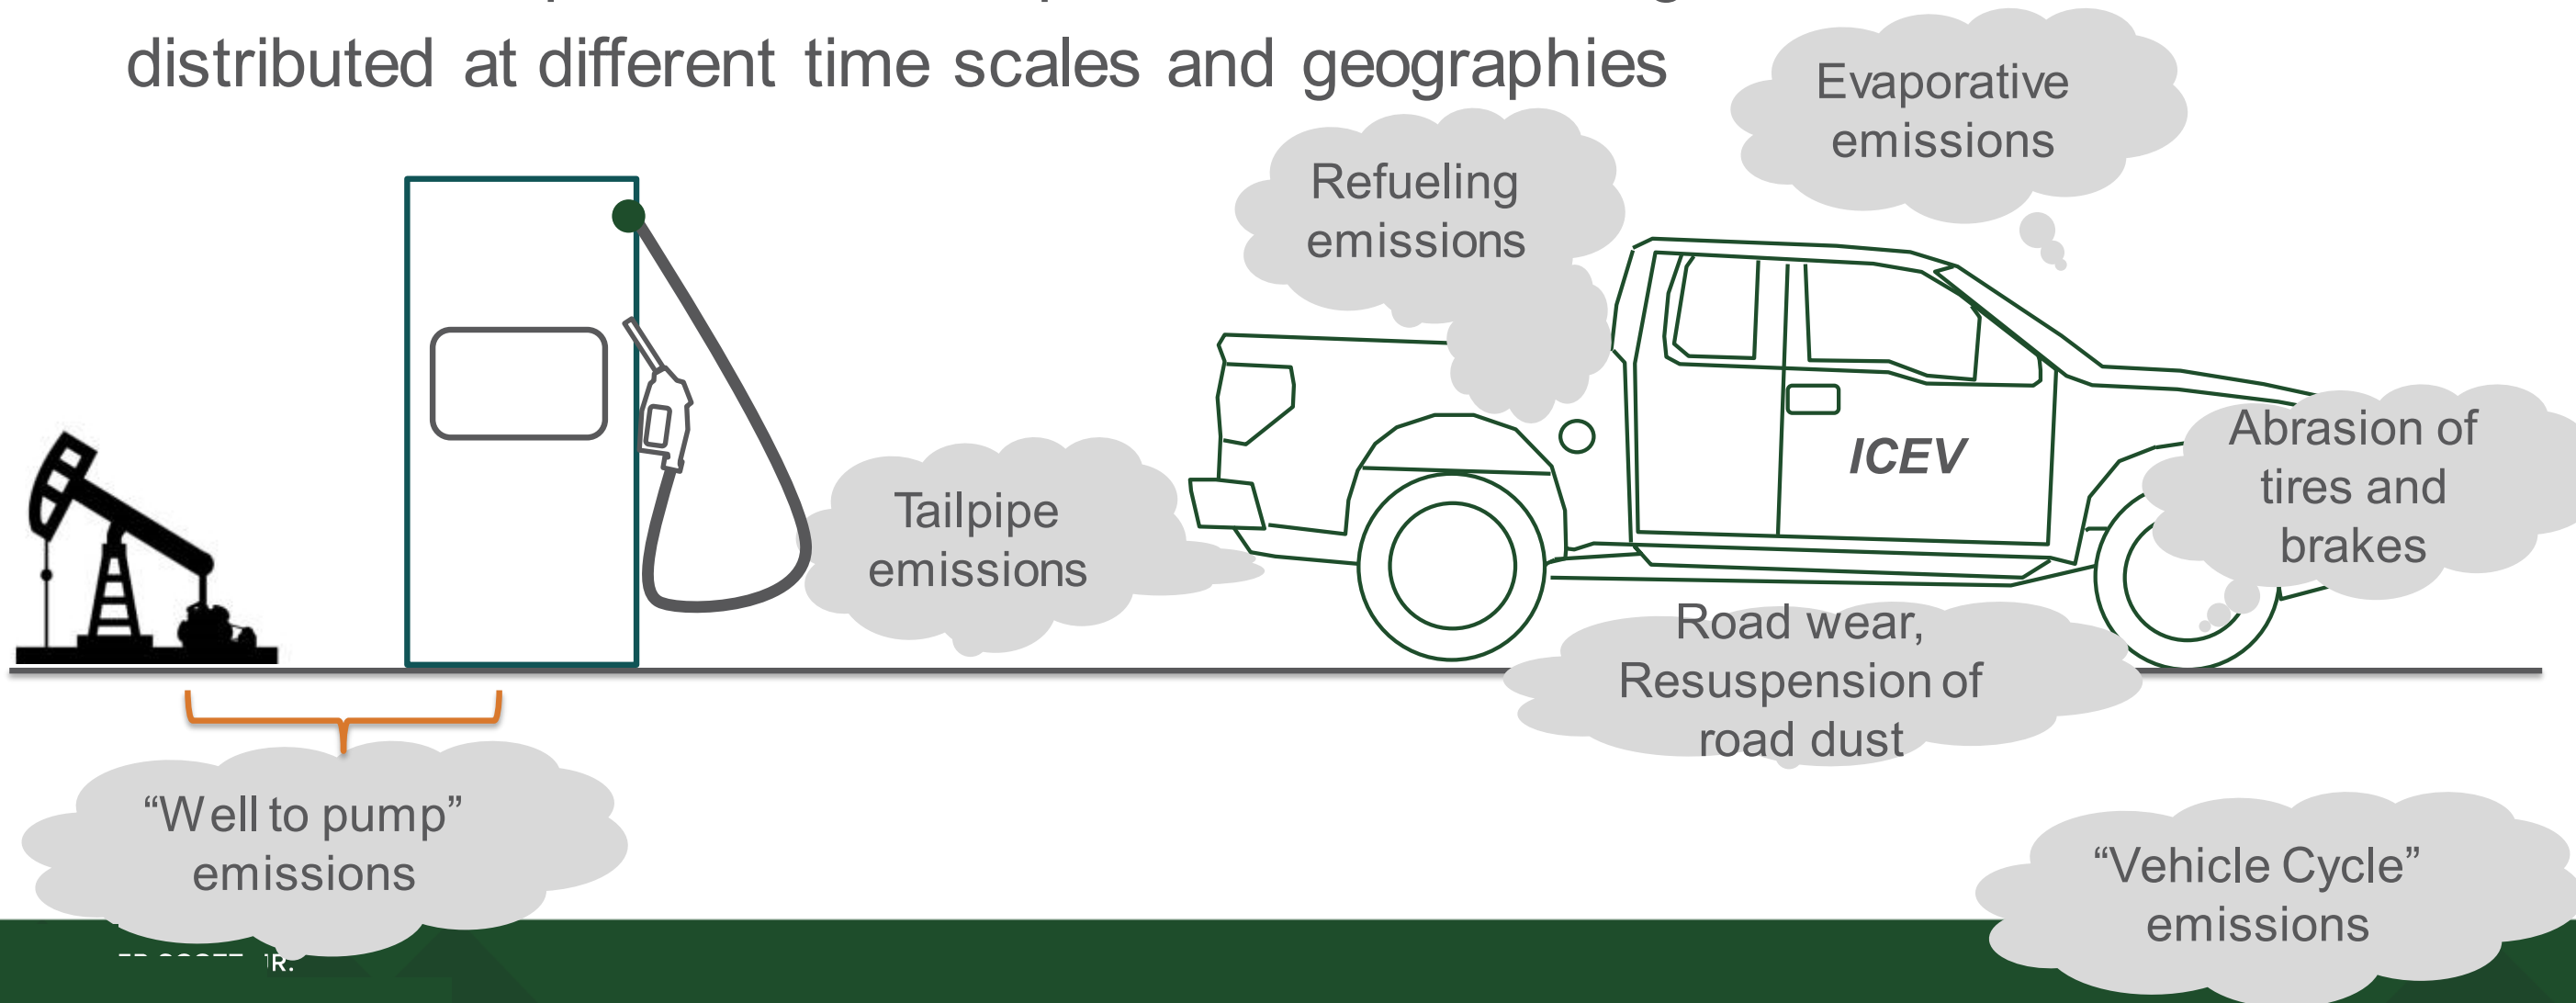 distributed at different time scales and geographies
Evaporative
emissions
Refueling
emissions
Tailpipe
emissions
ICEV
Abrasion of
tires and
brakes
Road wear,
Resuspension of
road dust
“Well to pump”
emissions
“Vehicle Cycle”
emissions